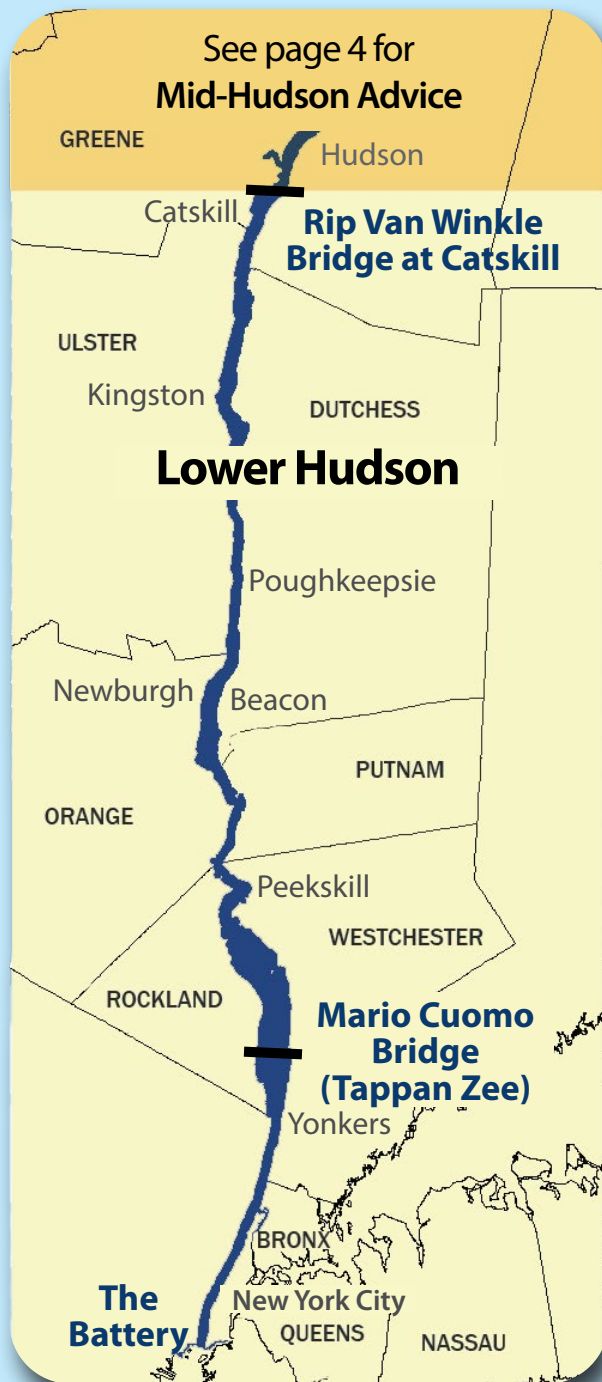 See page 4 for
Mid-Hudson Advice
GREENE
Hudson
Catskill
Rip Van Winkle
Bridge at Catskill
ULSTER
Kingston
DUTCHESS
Lower Hudson
Poughkeepsie
Newburgh
Beacon
PUTNAM
ORANGE
Peekskill
WESTCHESTER
ROCKLAND
Mario Cuomo
Bridge
(Tappan Zee)
Yonkers
BRONX
The
Battery
New York City
QUEENS
NASSAU